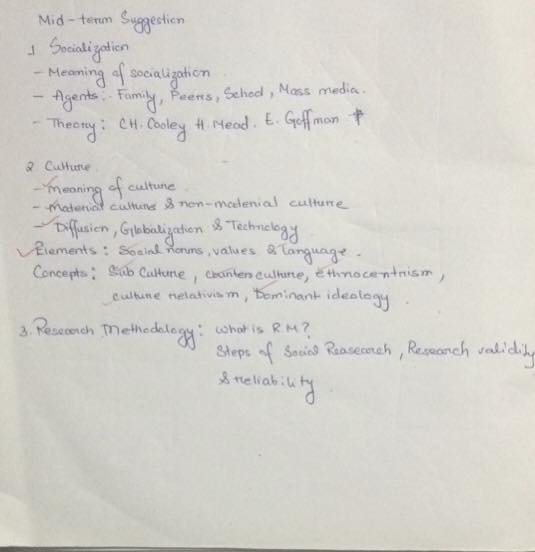 Mid-term Suggestion
1 Socialization
- Meaning of socialization.
- Agents:- Family, Peers, School, Mass media.
- Theory: CH. Cooley H. Mead. E. Goffman
2 Culture
- Meaning of culture
- Material culture & non-material culture
- Diffusion, Globalization & Technology
Elements: Social norms, values & language.
Concepts: Sub Culture, counter culture, ethnocentrism,
culture relativism, Dominant ideology.
3. Research Methodology: What is R.M?
Steps of Social Reasearch, Research validity
& reliability